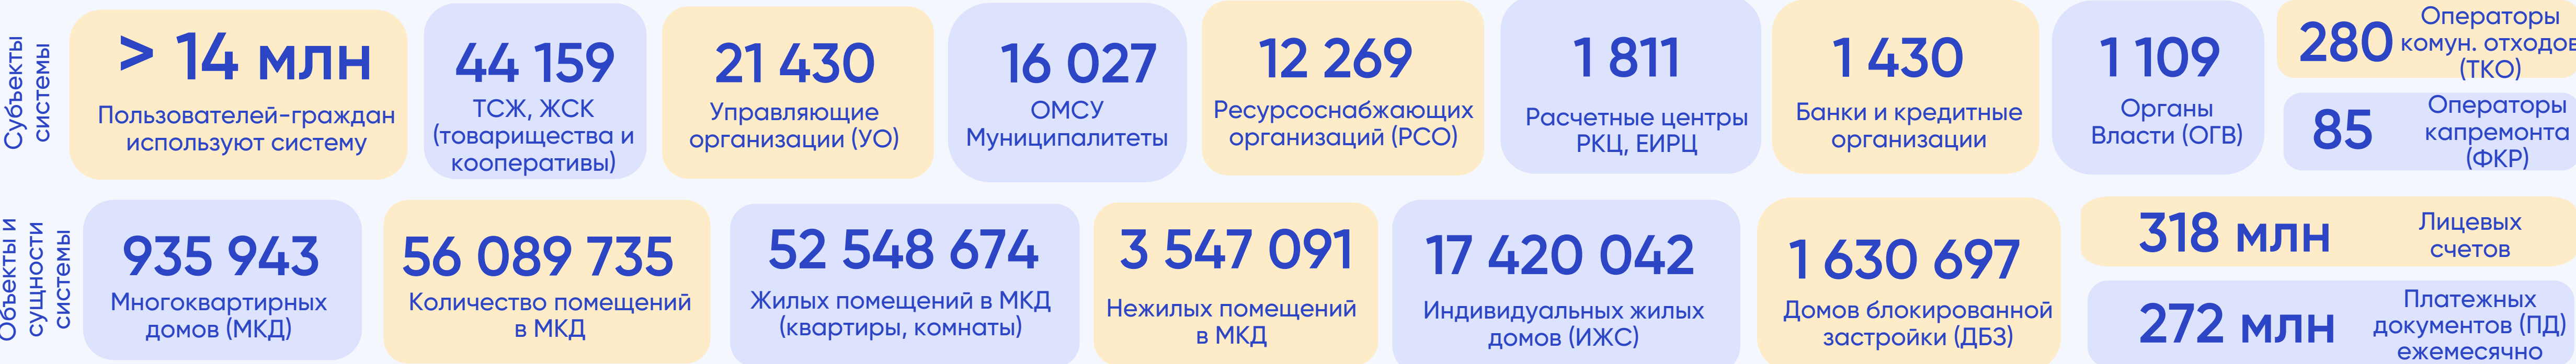 Субъекты
системы
> 14 млн
Пользователей-граждан
используют систему
44 159
ТСЖ, ЖСК
(товарищества и
кооперативы)
21 430
Управляющие
организации (УО)
16 027
ОМСУ
Муниципалитеты
12 269
Ресурсоснабжающих
организаций (РСО)
1 811
Расчетные центры
РКЦ, ЕИРЦ
1 430
Банки и кредитные
организации
1 109
Органы
Власти (ОГВ)
280
Операторы
комун. отходов
(ТКО)
85
Операторы
капремонта
(ФКР)
Объекты и
сущности
системы
935 943
Многоквартирных
домов (МКД)
56 089 735
Количество помещений
в МКД
52 548 674
Жилых помещений в МКД
(квартиры, комнаты)
3 547 091
Нежилых помещений
в МКД
17 420 042
Индивидуальных жилых
домов (ИЖС)
1 630 697
Домов блокированной
застройки (ДБЗ)
318 млн
Лицевых
счетов
272 млн
Платежных
документов (ПД)
ежемесячно